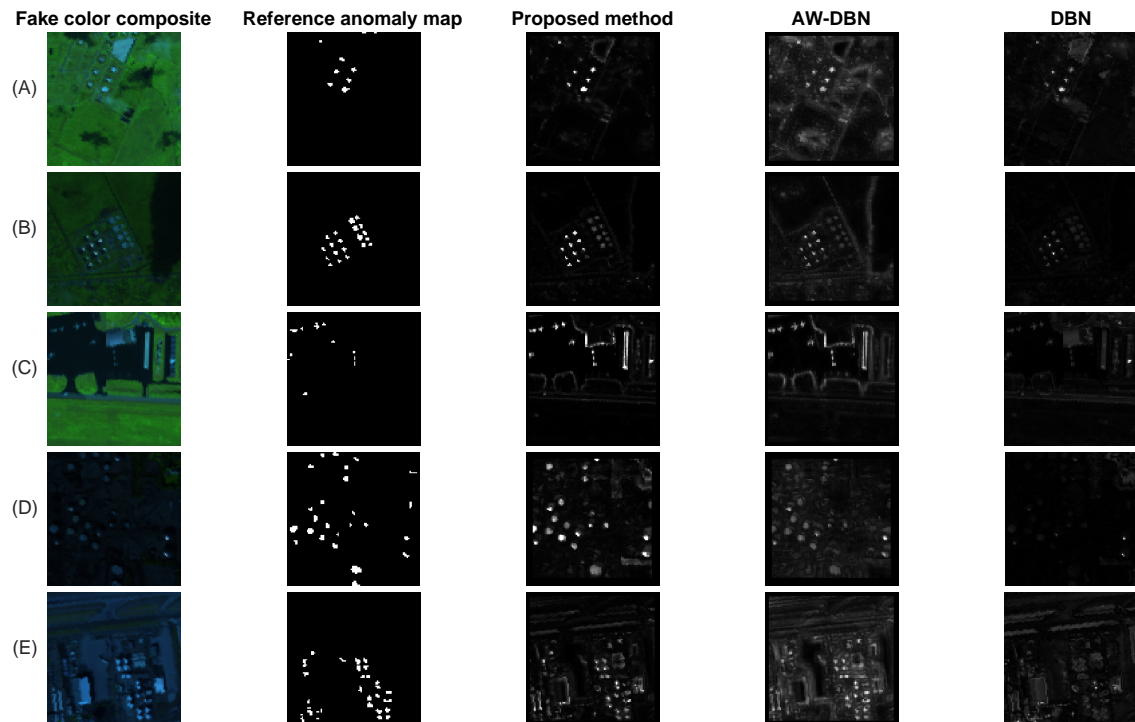 Fake color composite Reference anomaly map Proposed method AW-DBN DBN
(A)
(B)
(C)
(D)
(E)